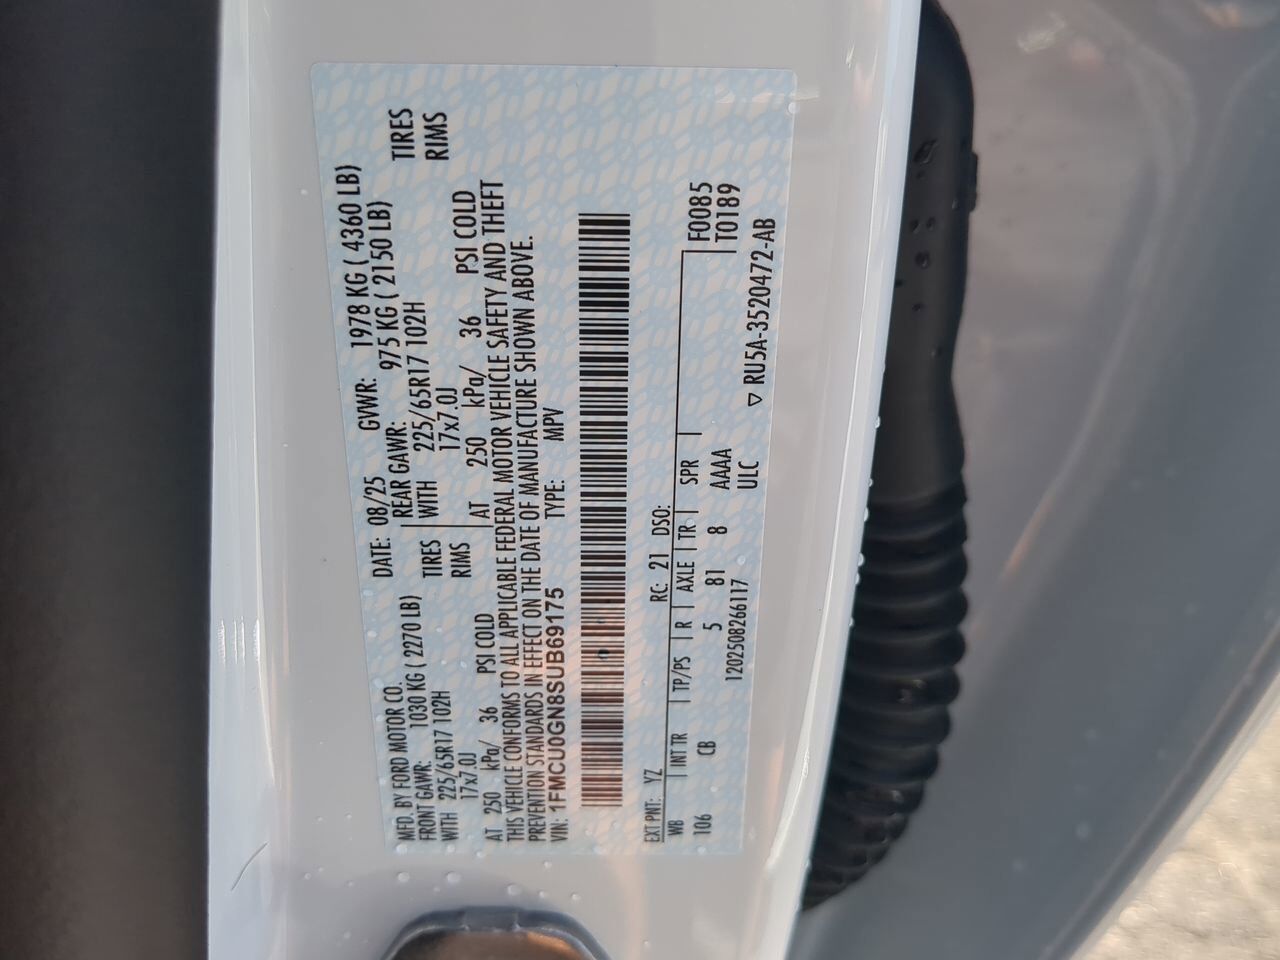 MFD. BY FORD MOTOR CO.
DATE: 08/25 GVWR: 1978 KG ( 4360 LB)
FRONT GAWR: 1030 KG ( 2270 LB) REAR GAWR: 975 KG ( 2150 LB)
WITH 225/65R17 102H TIRES WITH 225/65R17 102H TIRES
17x7.0J RIMS 17x7.0J RIMS
AT 250 kPa/ 36 PSI COLD AT 250 kPa/ 36 PSI COLD
THIS VEHICLE CONFORMS TO ALL APPLICABLE FEDERAL MOTOR VEHICLE SAFETY AND THEFT
PREVENTION STANDARDS IN EFFECT ON THE DATE OF MANUFACTURE SHOWN ABOVE.
VIN: 1FMCU0GN8SUB69175 TYPE: MPV
EXT PNT: YZ RC: 21 DSO: F0085
WB INT TR TP/PS R AXLE TR SPR T0189
106 CB 5 81 8 AAAA
1202508266117 ULC ▽ RU5A-3520472-AB